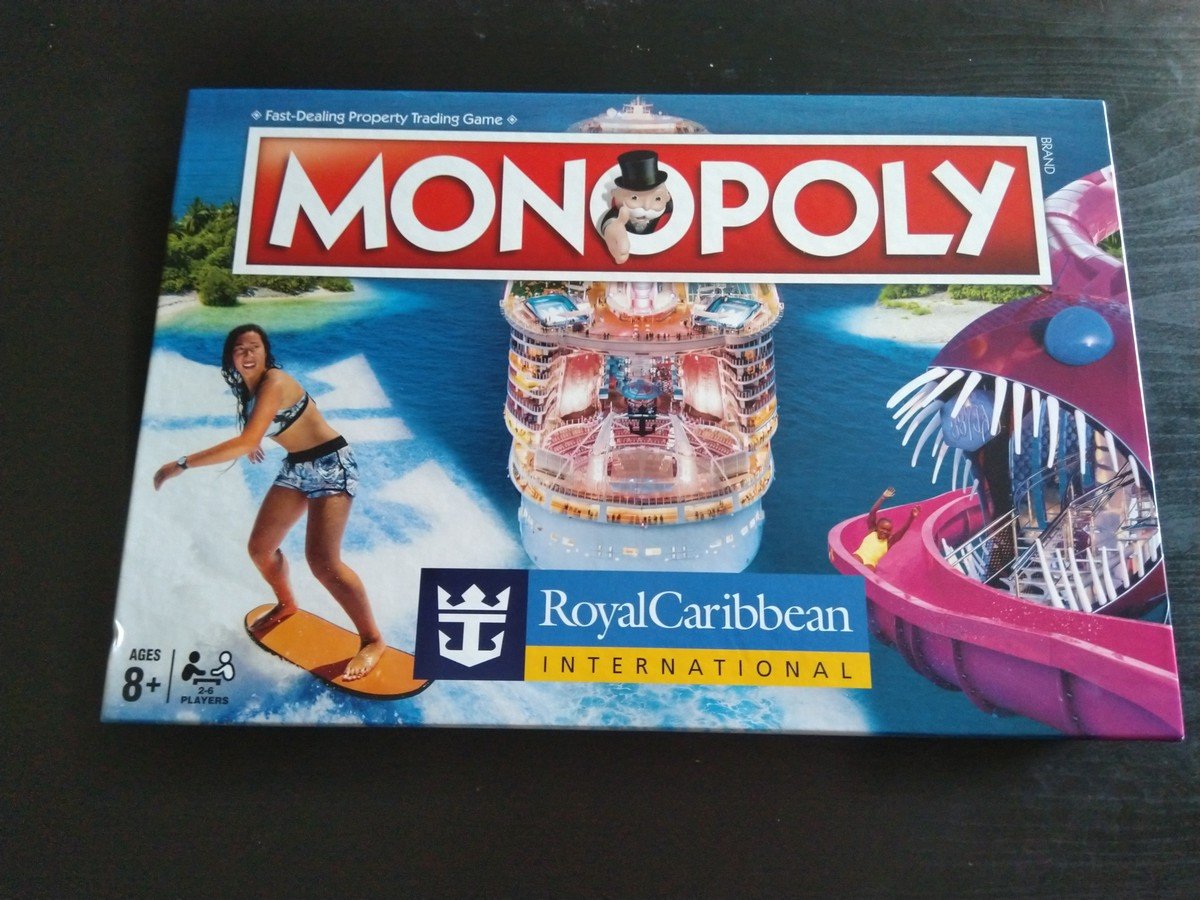 Fast-Dealing Property Trading Game
MONOPOLY
BRAND
RoyalCaribbean
INTERNATIONAL
AGES
8+
2-6
PLAYERS